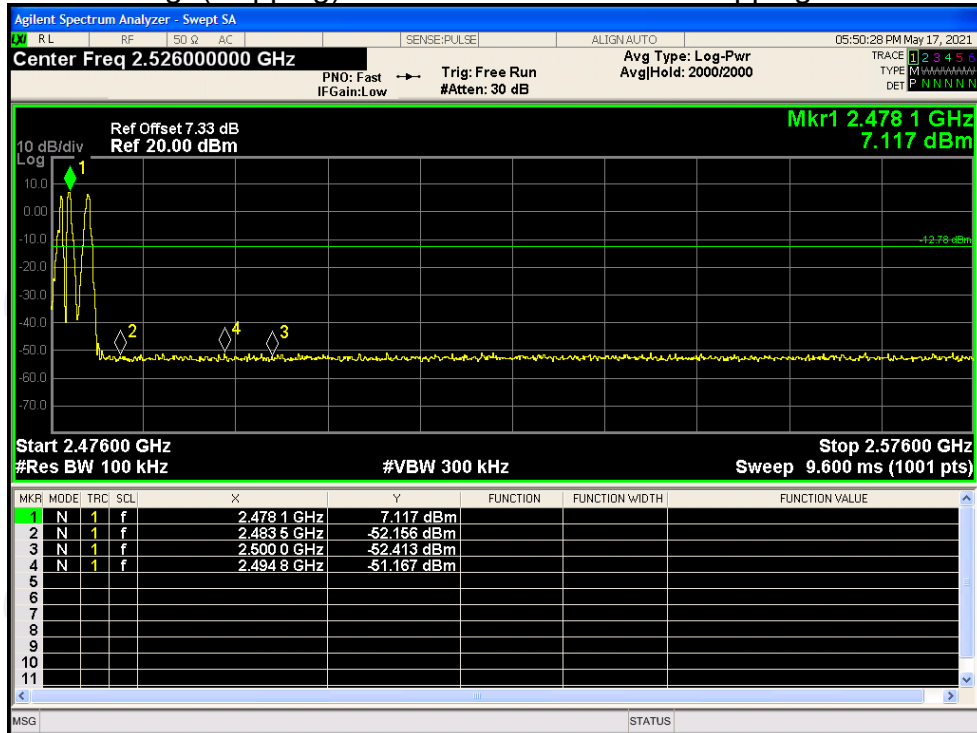 Agilent Spectrum Analyzer - Swept SA
LXI RL RF 50 Ω AC SENSE:PULSE ALIGN AUTO 05:50:28 PM May 17, 2021
Center Freq 2.526000000 GHz
PNO: Fast
IFGain:Low
Trig: Free Run
#Atten: 30 dB
Avg Type: Log-Pwr
Avg|Hold: 2000/2000
TRACE 1 2 3 4 5 6
TYPE M
DET P N N N N N
Mkr1 2.478 1 GHz
7.117 dBm
Ref Offset 7.33 dB
10 dB/div Ref 20.00 dBm
Log
1
10.0
0.00
-10.0
-12.78 dBm
-20.0
-30.0
-40.0
2 4 3
-50.0
-60.0
-70.0
Start 2.47600 GHz Stop 2.57600 GHz
#Res BW 100 kHz #VBW 300 kHz Sweep 9.600 ms (1001 pts)
MKR MODE TRC SCL X Y FUNCTION FUNCTION WIDTH FUNCTION VALUE
1 N 1 f 2.478 1 GHz 7.117 dBm
2 N 1 f 2.483 5 GHz -52.156 dBm
3 N 1 f 2.500 0 GHz -52.413 dBm
4 N 1 f 2.494 8 GHz -51.167 dBm
5
6
7
8
9
10
11
MSG STATUS